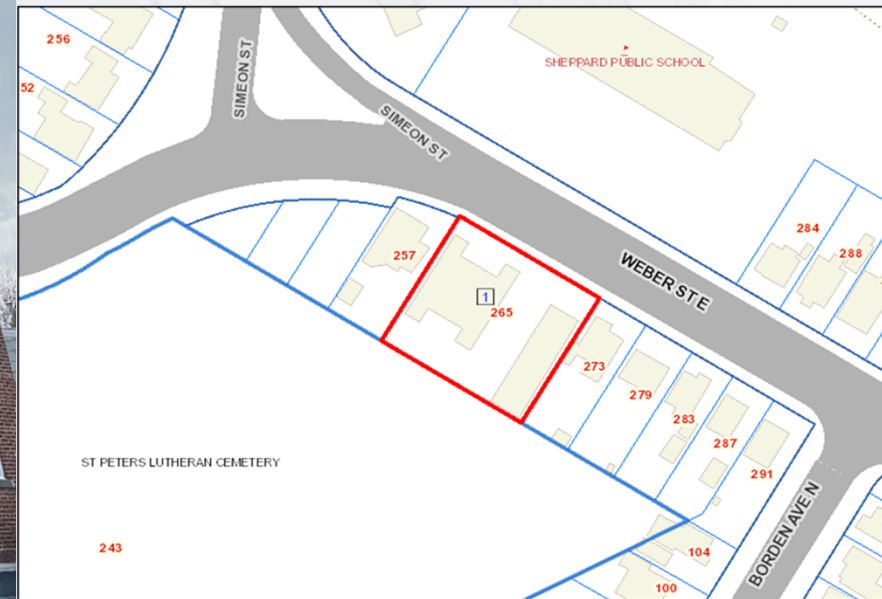 256
52
SIMEON ST
SIMEON ST
SHEPPARD PUBLIC SCHOOL
284
288
257
1
265
WEBER ST E
273
279
283
287
291
ST PETERS LUTHERAN CEMETERY
243
104
100
BORDEN AVE N